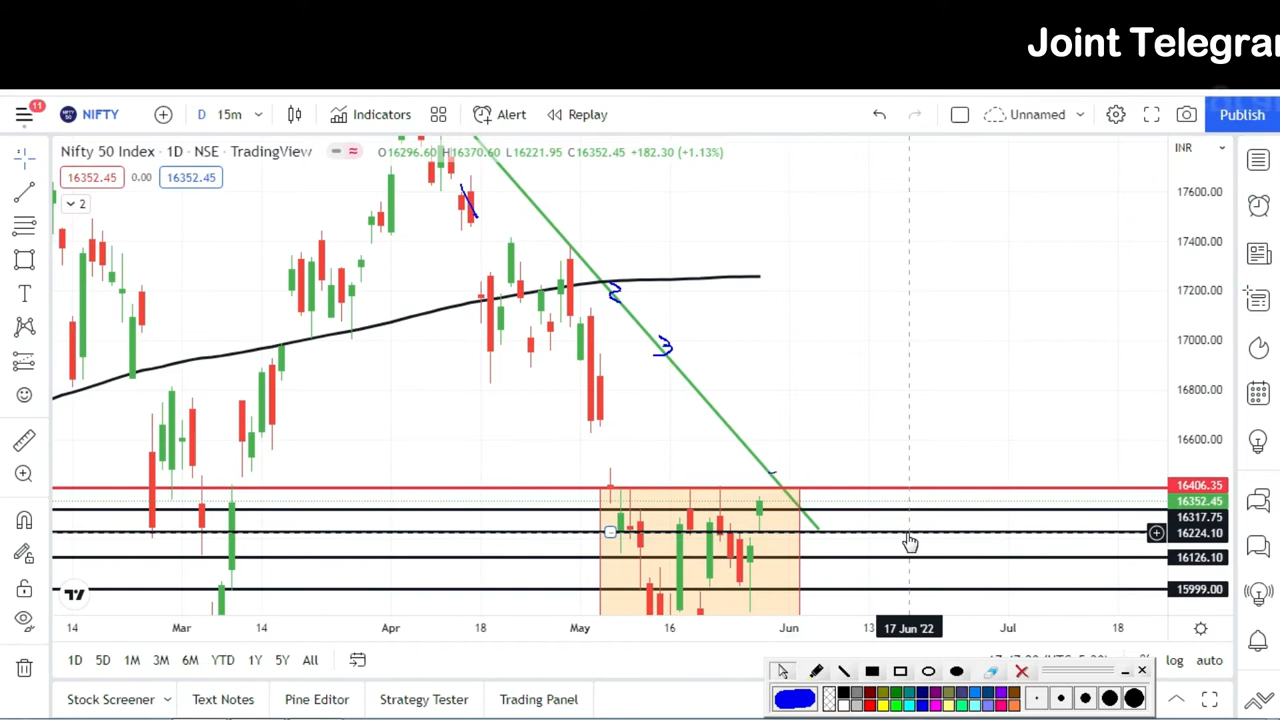 Joint Telegra
11
NIFTY
D 15m
Indicators
Alert
Replay
Unnamed
Publish
Nifty 50 Index · 1D · NSE · TradingView
O16296.60 H16370.60 L16221.95 C16352.45 +182.30 (+1.13%)
INR
16352.45 0.00 16352.45
2
17600.00
17400.00
17200.00
17000.00
16800.00
16600.00
16406.35
16352.45
16317.75
16224.10
16126.10
15999.00
2
3
14 Mar 14 Apr 18 May 16 Jun 13 17 Jun '22 Jul 18
1D 5D 1M 3M 6M YTD 1Y 5Y All
log auto
Stock Screener Text Notes Pine Editor Strategy Tester Trading Panel